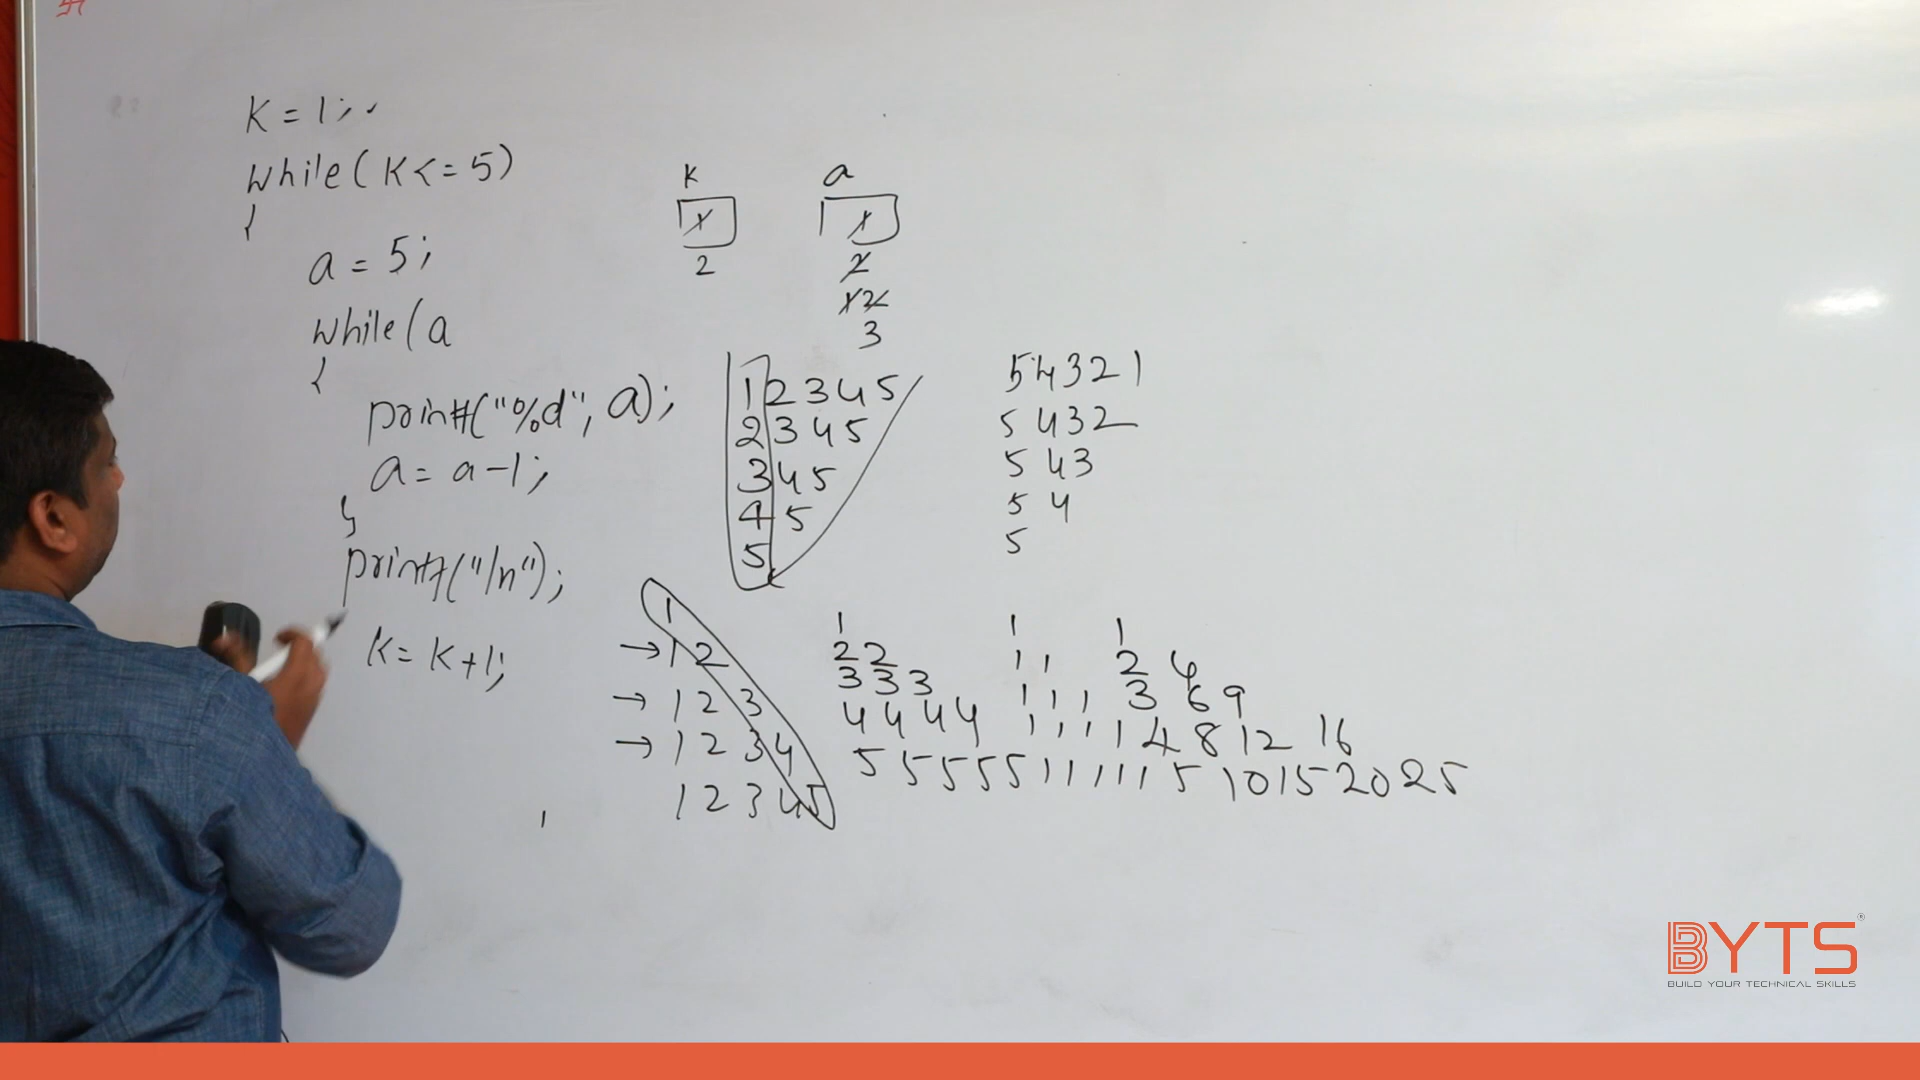 K = 1;
while(K<=5)
{
a = 5;
while(a
{
printf("%d", a);
a = a-1;
}
printf("/n");
K = K+1;
K a
1 1
2 2
1 2
3
1 2 3 4 5
2 3 4 5
3 4 5
4 5
5
5 4 3 2 1
5 4 3 2
5 4 3
5 4
5
1
→ 1 2
→ 1 2 3
→ 1 2 3 4
1 2 3 4 5
1
2 2
3 3 3
4 4 4 4
5 5 5 5 5
1
1 1
1 1 1
1 1 1 1
1 1 1 1 1
1
2 4
3 6 9
4 8 12 16
5 10 15 20 25
BYTS
BUILD YOUR TECHNICAL SKILLS